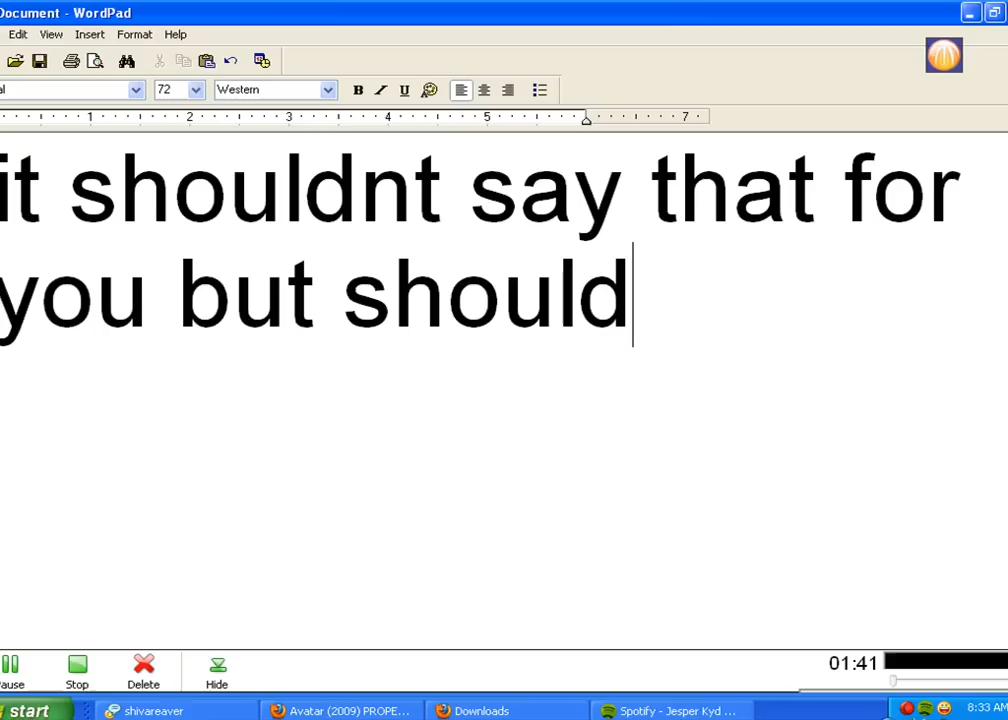 Document - WordPad
Edit View Insert Format Help
al 72 Western
1 2 3 4 5 7
it shouldnt say that for
you but should
Pause Stop Delete Hide 01:41
start shivareaver Avatar (2009) PROPE... Downloads Spotify - Jesper Kyd ... 8:33 AM